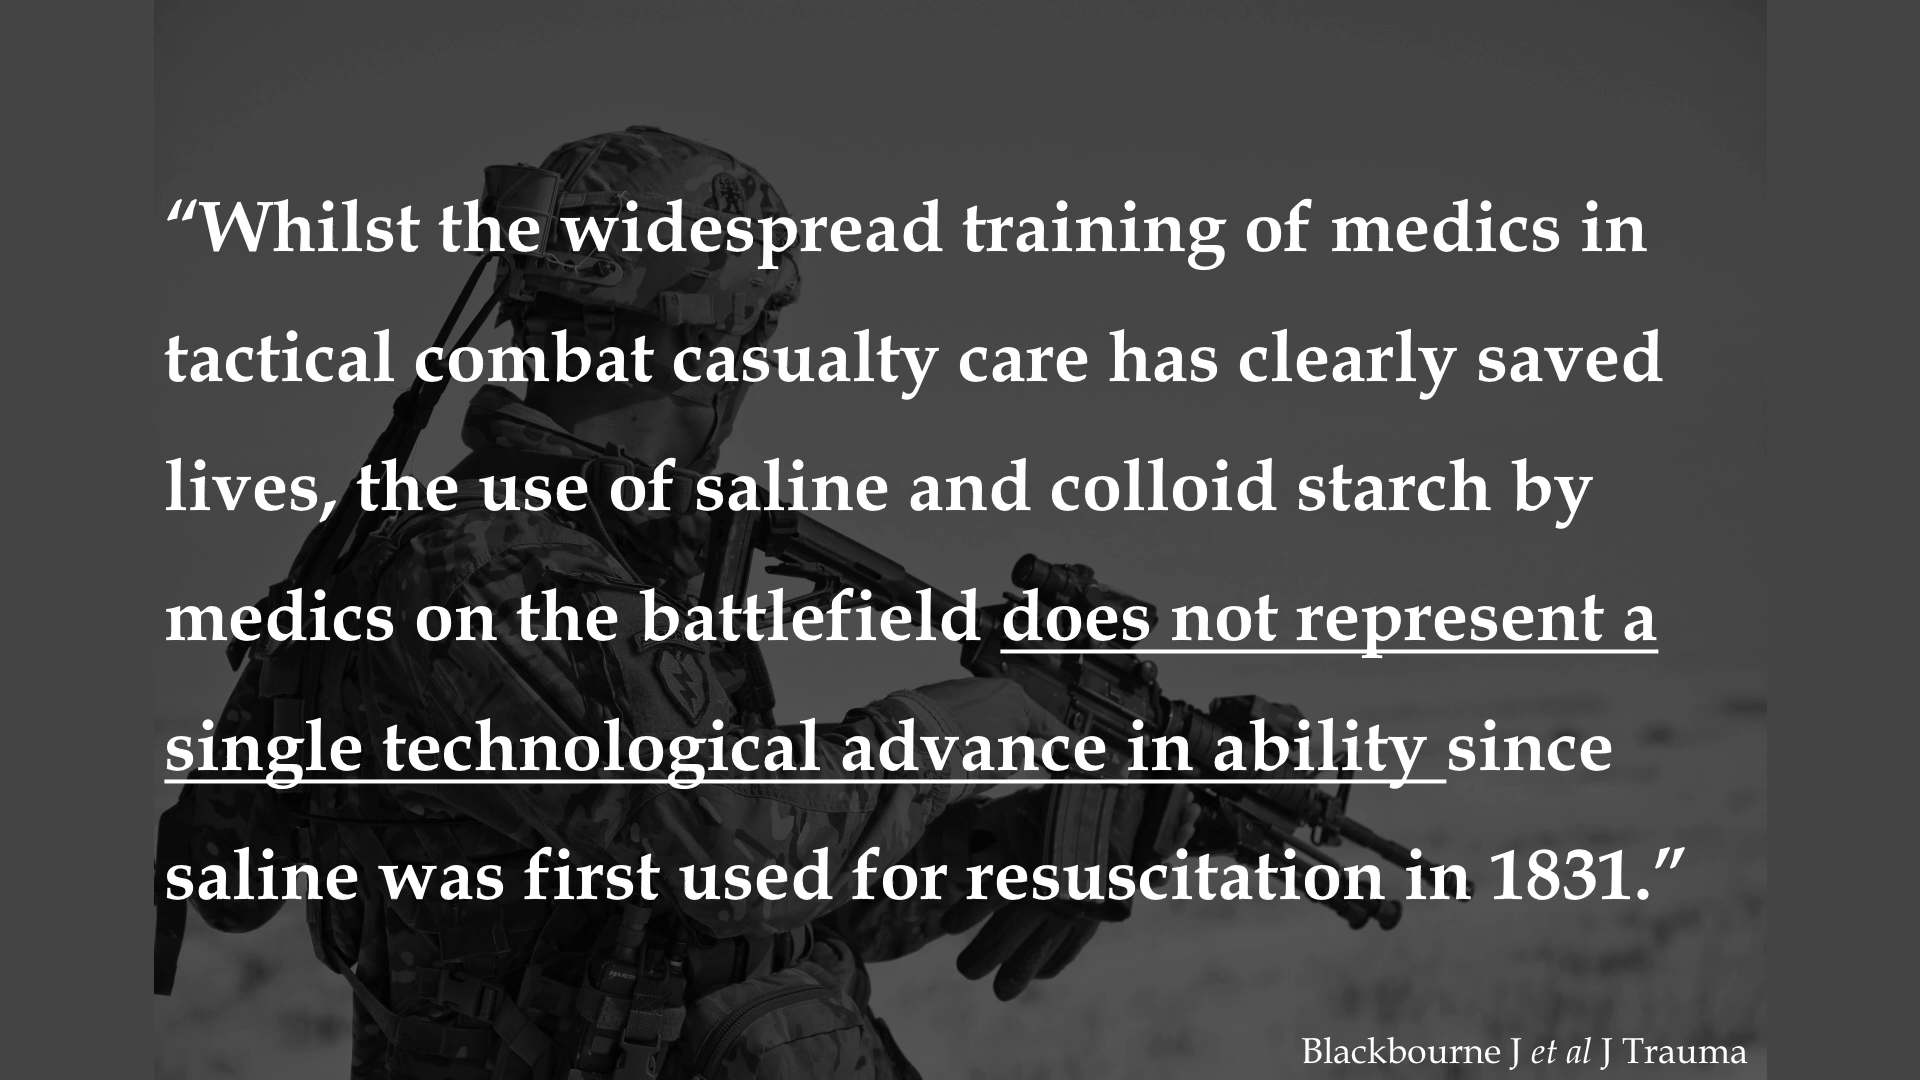 “Whilst the widespread training of medics in
tactical combat casualty care has clearly saved
lives, the use of saline and colloid starch by
medics on the battlefield does not represent a
single technological advance in ability since
saline was first used for resuscitation in 1831.”
Blackbourne J et al J Trauma